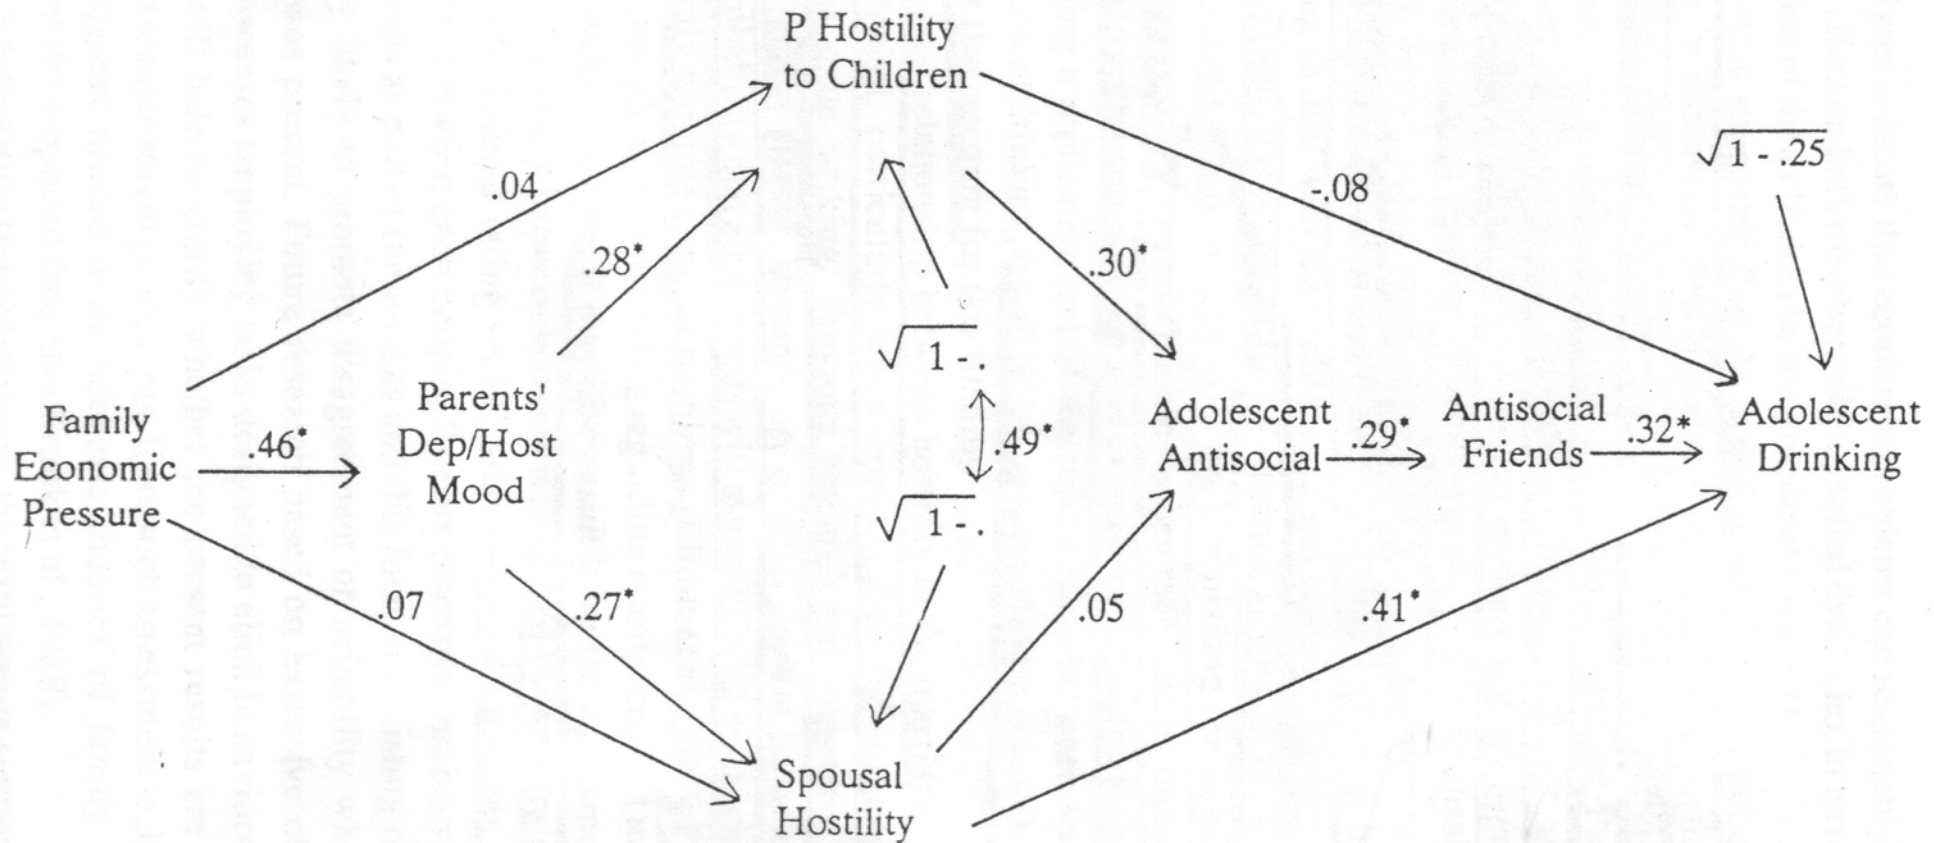 P Hostility
to Children
√1 - .25
.04
-.08
.28*
.30*
√1 - .
Family
Economic
Pressure
.46*
Parents'
Dep/Host
Mood
.49*
Adolescent
Antisocial
.29*
Antisocial
Friends
.32*
Adolescent
Drinking
√1 - .
.07
.27*
.05
.41*
Spousal
Hostility